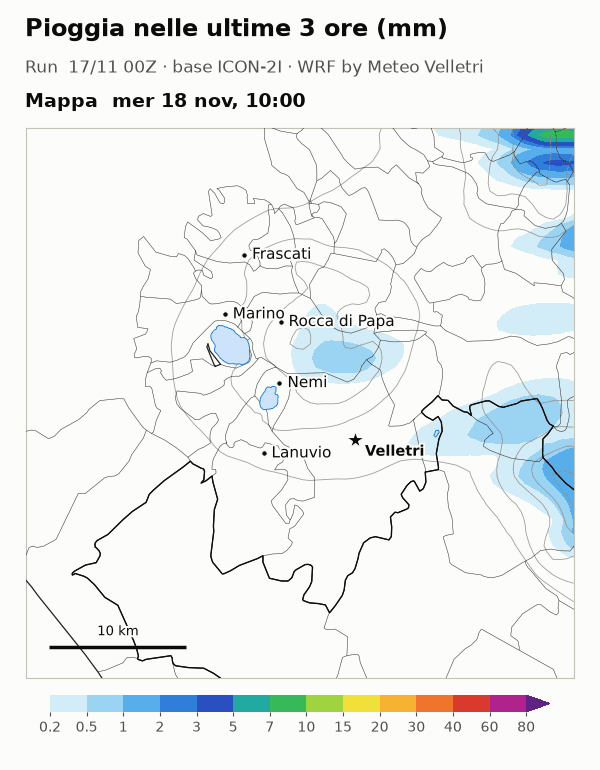 Pioggia nelle ultime 3 ore (mm)
Run  17/11 00Z · base ICON-2I · WRF by Meteo Velletri
Mappa  mer 18 nov, 10:00
Frascati
Marino
Rocca di Papa
Nemi
Velletri
Lanuvio
10 km
0.2 0.5 1 2 3 5 7 10 15 20 30 40 60 80